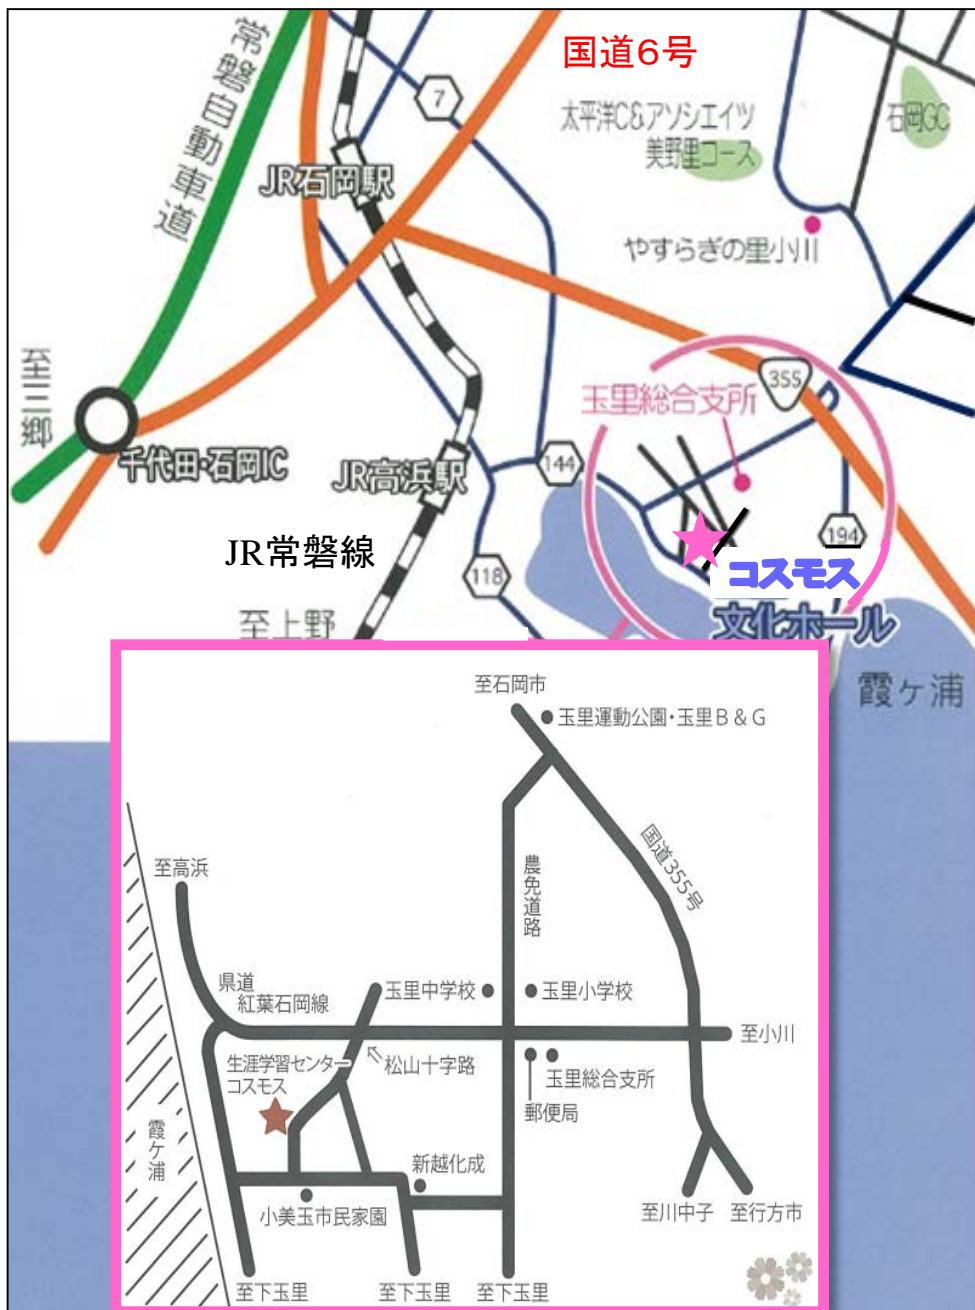 国道6号
常磐自動車道
7
太平洋C&アソシエイツ
美野里コース
石岡GC
JR石岡駅
やすらぎの里小川
至三郷
355
玉里総合支所
千代田・石岡IC
JR高浜駅
144
194
JR常磐線
118
コスモス
文化ホール
至上野
霞ヶ浦
至石岡市
玉里運動公園・玉里B&G
国道355号
農免道路
至高浜
県道
紅葉石岡線
玉里中学校
玉里小学校
至小川
生涯学習センター
コスモス
松山十字路
玉里総合支所
郵便局
霞ヶ浦
新越化成
小美玉市民家園
至川中子
至行方市
至下玉里
至下玉里
至下玉里